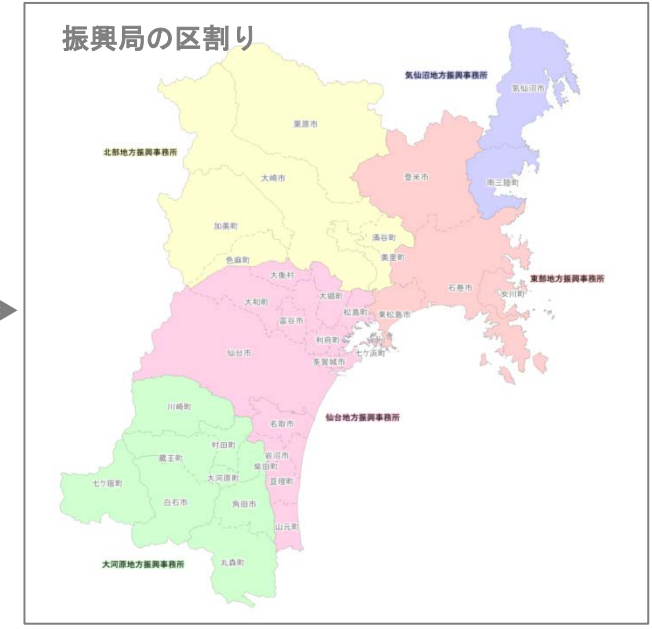 振興局の区割り
気仙沼地方振興事務所
気仙沼市
栗原市
北部地方振興事務所
登米市
南三陸町
大崎市
加美町
涌谷町
美里町
色麻町
大衡村
東部地方振興事務所
石巻市
女川町
大和町
大郷町
松島町
東松島市
富谷市
利府町
仙台市
七ケ浜町
多賀城市
川崎町
仙台地方振興事務所
名取市
村田町
岩沼市
蔵王町
柴田町
大河原町
七ケ宿町
亘理町
白石市
角田市
山元町
大河原地方振興事務所
丸森町